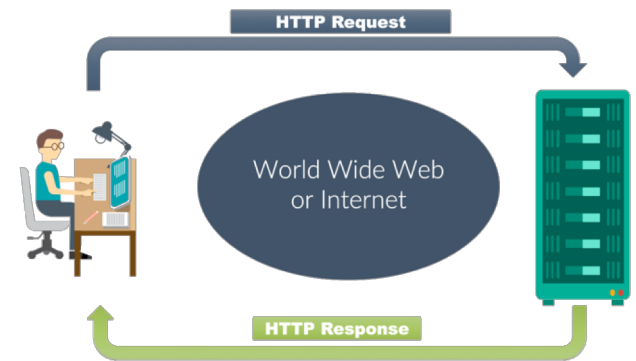 HTTP Request
World Wide Web
or Internet
HTTP Response